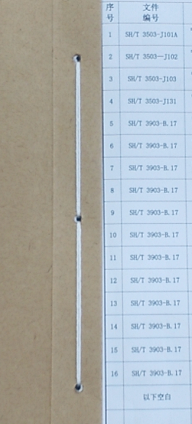 序号 文件编号
1 SH/T 3503-J101A
2 SH/T 3503-J102
3 SH/T 3503-J103
4 SH/T 3503-J131
5 SH/T 3903-B.17
6 SH/T 3903-B.17
7 SH/T 3903-B.17
8 SH/T 3903-B.17
9 SH/T 3903-B.17
10 SH/T 3903-B.17
11 SH/T 3903-B.17
12 SH/T 3903-B.17
13 SH/T 3903-B.17
14 SH/T 3903-B.17
15 SH/T 3903-B.17
16 SH/T 3903-B.17
以下空白